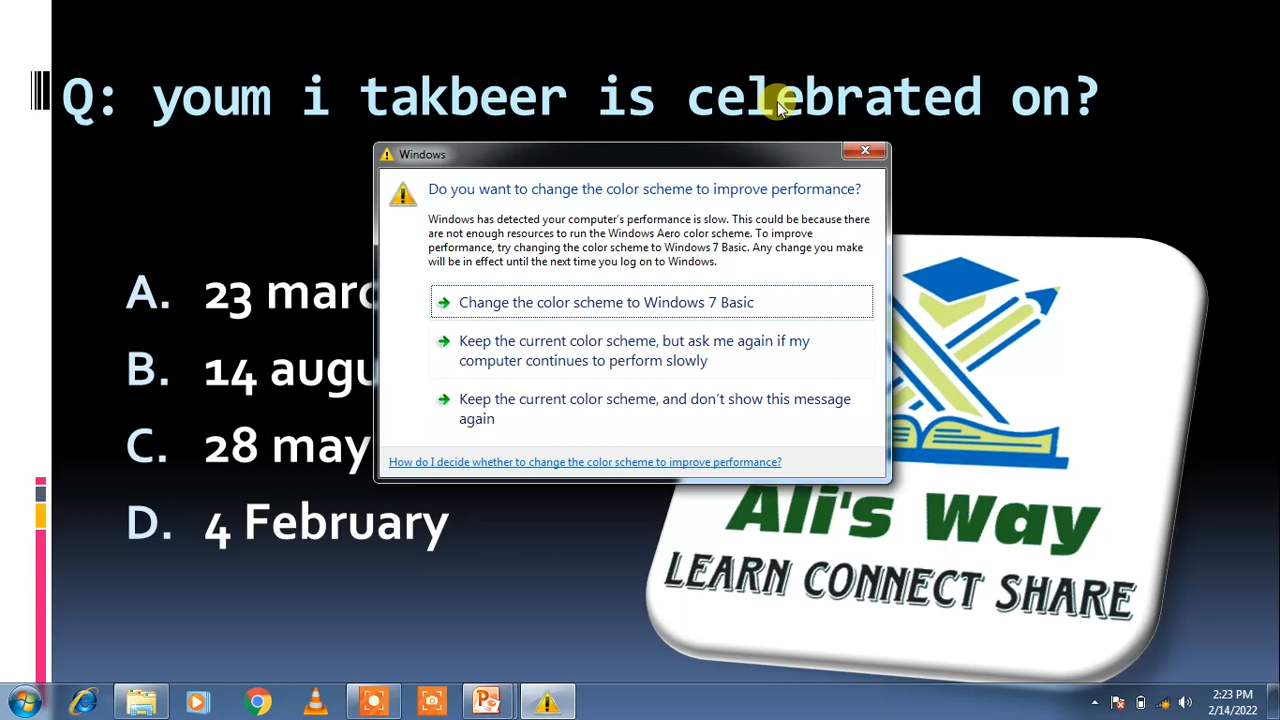 Q: youm i takbeer is celebrated on?
Windows
Do you want to change the color scheme to improve performance?
Windows has detected your computer's performance is slow. This could be because there
are not enough resources to run the Windows Aero color scheme. To improve
performance, try changing the color scheme to Windows 7 Basic. Any change you make
will be in effect until the next time you log on to Windows.
Change the color scheme to Windows 7 Basic
Keep the current color scheme, but ask me again if my
computer continues to perform slowly
Keep the current color scheme, and don't show this message
again
How do I decide whether to change the color scheme to improve performance?
A. 23 marc
B. 14 augu
C. 28 may
D. 4 February
Ali's Way
LEARN CONNECT SHARE
2:23 PM
2/14/2022